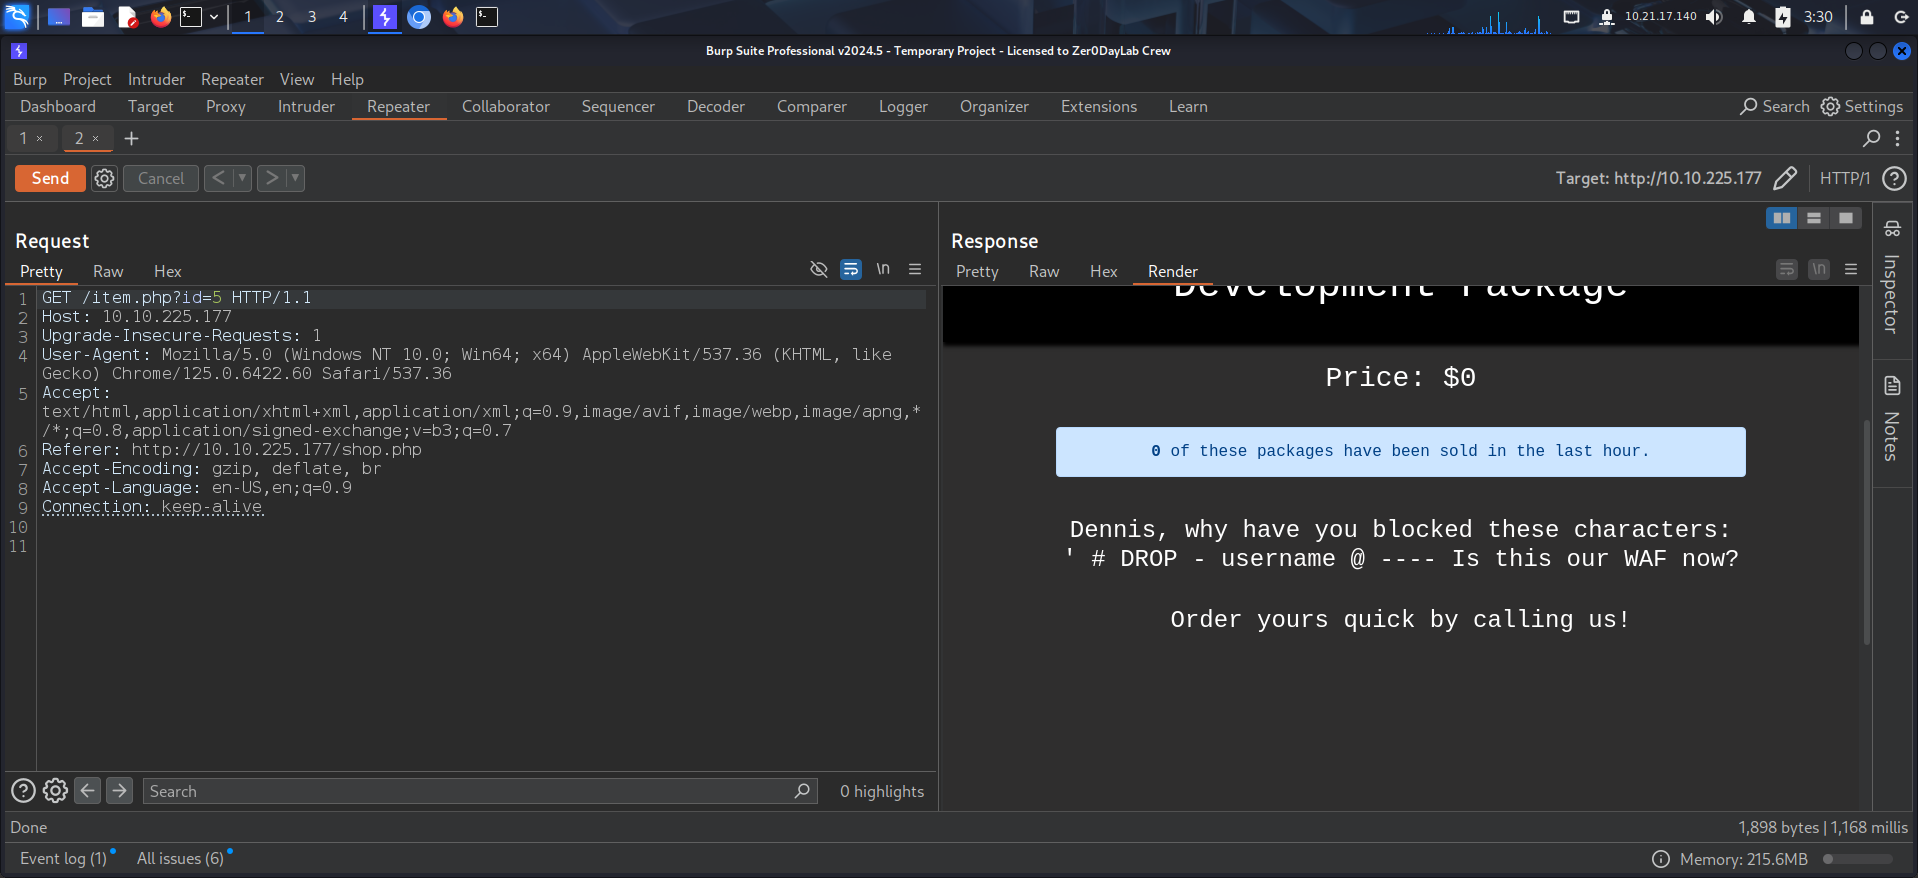 1 2 3 4 10.21.17.140 3:30
Burp Suite Professional v2024.5 - Temporary Project - Licensed to Zer0DayLab Crew
Burp Project Intruder Repeater View Help
Dashboard Target Proxy Intruder Repeater Collaborator Sequencer Decoder Comparer Logger Organizer Extensions Learn Search Settings
1 × 2 × +
Send Cancel < > Target: http://10.10.225.177 HTTP/1 ?
Request
Pretty Raw Hex \n
1 GET /item.php?id=5 HTTP/1.1
2 Host: 10.10.225.177
3 Upgrade-Insecure-Requests: 1
4 User-Agent: Mozilla/5.0 (Windows NT 10.0; Win64; x64) AppleWebKit/537.36 (KHTML, like
Gecko) Chrome/125.0.6422.60 Safari/537.36
5 Accept:
text/html,application/xhtml+xml,application/xml;q=0.9,image/avif,image/webp,image/apng,*
/*;q=0.8,application/signed-exchange;v=b3;q=0.7
6 Referer: http://10.10.225.177/shop.php
7 Accept-Encoding: gzip, deflate, br
8 Accept-Language: en-US,en;q=0.9
9 Connection: keep-alive
10
11
Search 0 highlights
Response
Pretty Raw Hex Render \n
Development Package
Price: $0
0 of these packages have been sold in the last hour.
Dennis, why have you blocked these characters:
' # DROP - username @ ---- Is this our WAF now?
Order yours quick by calling us!
Inspector
Notes
Done 1,898 bytes | 1,168 millis
Event log (1) All issues (6) Memory: 215.6MB